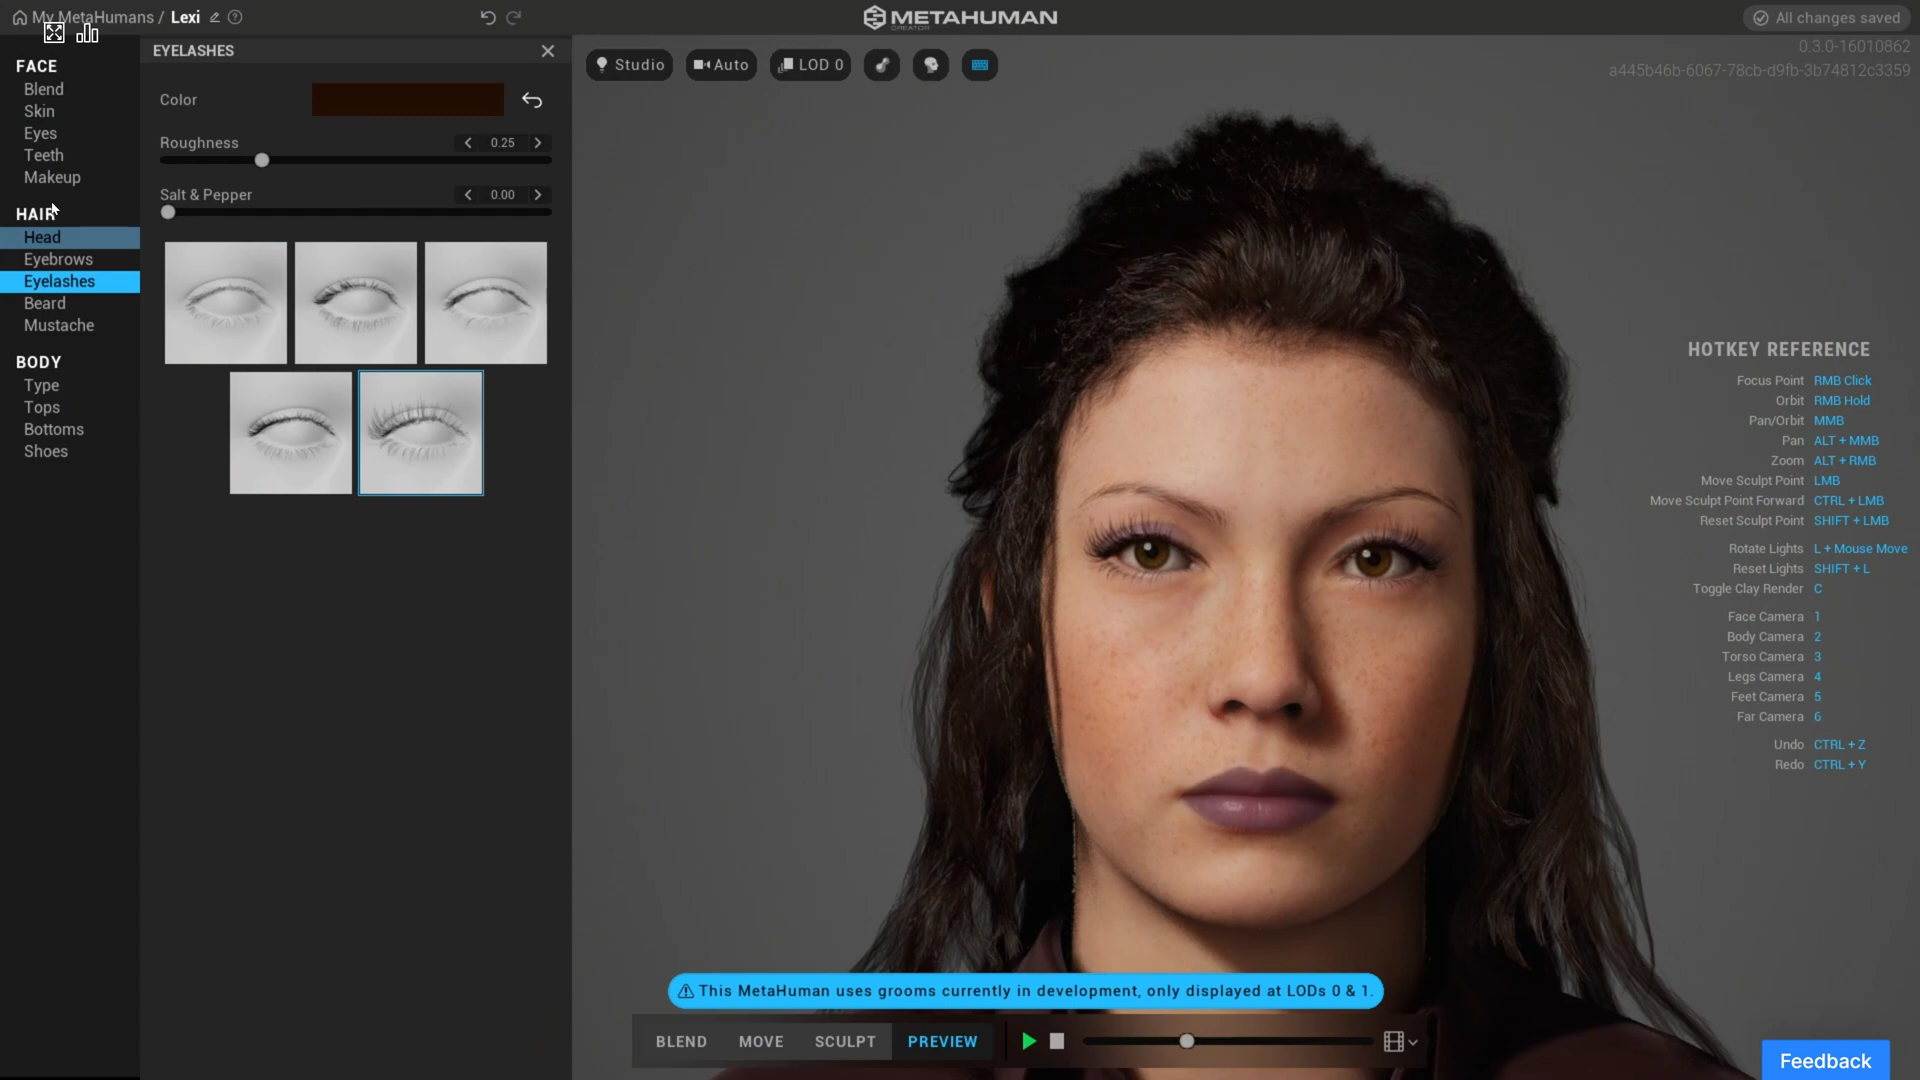 My MetaHumans / Lexi
METAHUMAN
CREATOR
All changes saved
0.3.0-16010862
a445b46b-6067-78cb-d9fb-3b74812c3359
FACE
Blend
Skin
Eyes
Teeth
Makeup
HAIR
Head
Eyebrows
Eyelashes
Beard
Mustache
BODY
Type
Tops
Bottoms
Shoes
EYELASHES
Color
Roughness 0.25
Salt & Pepper 0.00
Studio
Auto
LOD 0
HOTKEY REFERENCE
Focus Point RMB Click
Orbit RMB Hold
Pan/Orbit MMB
Pan ALT + MMB
Zoom ALT + RMB
Move Sculpt Point LMB
Move Sculpt Point Forward CTRL + LMB
Reset Sculpt Point SHIFT + LMB
Rotate Lights L + Mouse Move
Reset Lights SHIFT + L
Toggle Clay Render C
Face Camera 1
Body Camera 2
Torso Camera 3
Legs Camera 4
Feet Camera 5
Far Camera 6
Undo CTRL + Z
Redo CTRL + Y
This MetaHuman uses grooms currently in development, only displayed at LODs 0 & 1.
BLEND
MOVE
SCULPT
PREVIEW
Feedback